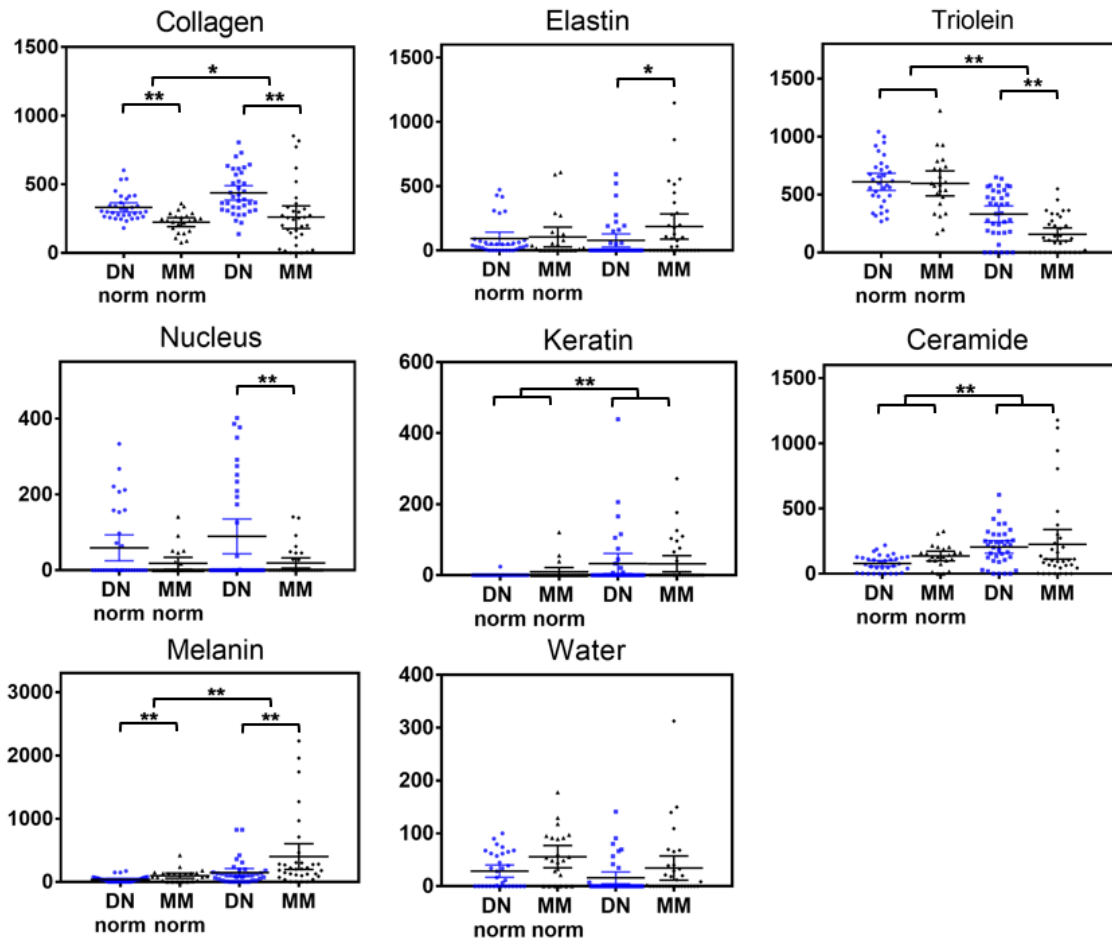 Collagen
1500
1000
500
0
*
** **
DN MM DN MM
norm norm
Elastin
1500
1000
500
0
*
DN MM DN MM
norm norm
Triolein
1500
1000
500
0
**
**
DN MM DN MM
norm norm
Nucleus
400
200
0
**
DN MM DN MM
norm norm
Keratin
600
400
200
0
**
DN MM DN MM
norm norm
Ceramide
1500
1000
500
0
**
DN MM DN MM
norm norm
Melanin
3000
2000
1000
0
**
** **
DN MM DN MM
norm norm
Water
400
300
200
100
0
DN MM DN MM
norm norm